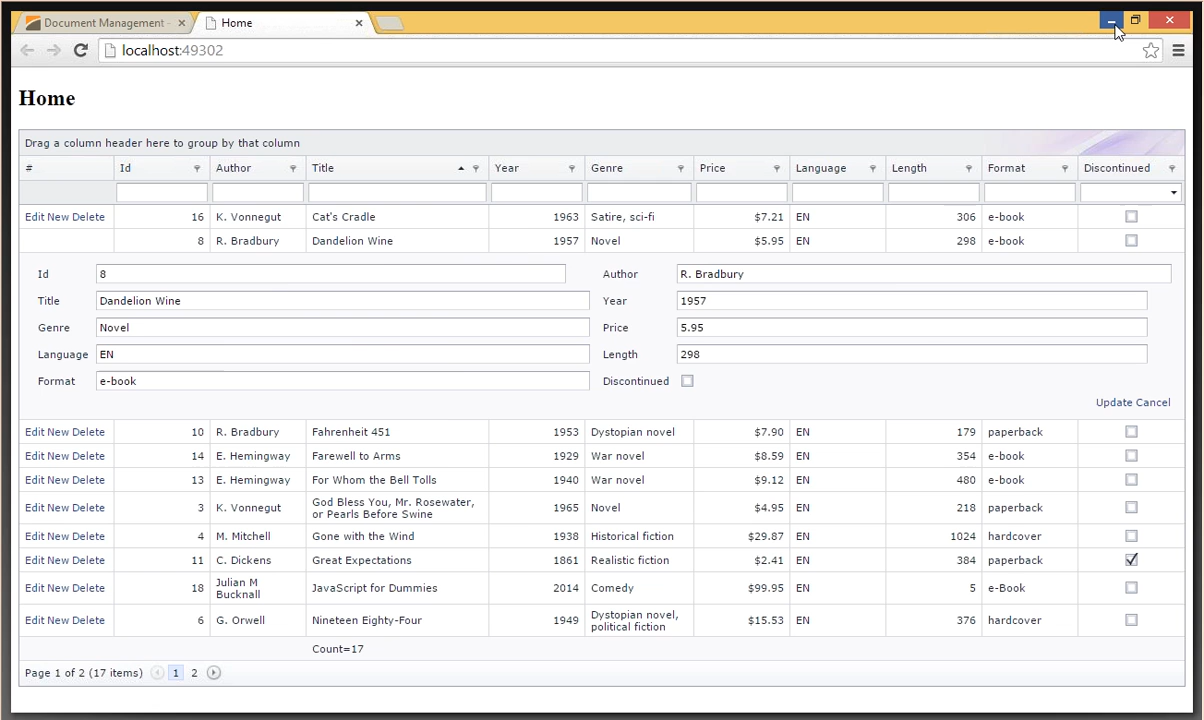 Document Management -
Home
localhost:49302
Home
Drag a column header here to group by that column
# Id Author Title Year Genre Price Language Length Format Discontinued
Edit New Delete 16 K. Vonnegut Cat's Cradle 1963 Satire, sci-fi $7.21 EN 306 e-book
8 R. Bradbury Dandelion Wine 1957 Novel $5.95 EN 298 e-book
Id 8 Author R. Bradbury
Title Dandelion Wine Year 1957
Genre Novel Price 5.95
Language EN Length 298
Format e-book Discontinued
Update Cancel
Edit New Delete 10 R. Bradbury Fahrenheit 451 1953 Dystopian novel $7.90 EN 179 paperback
Edit New Delete 14 E. Hemingway Farewell to Arms 1929 War novel $8.59 EN 354 e-book
Edit New Delete 13 E. Hemingway For Whom the Bell Tolls 1940 War novel $9.12 EN 480 e-book
Edit New Delete 3 K. Vonnegut God Bless You, Mr. Rosewater,
or Pearls Before Swine 1965 Novel $4.95 EN 218 paperback
Edit New Delete 4 M. Mitchell Gone with the Wind 1938 Historical fiction $29.87 EN 1024 hardcover
Edit New Delete 11 C. Dickens Great Expectations 1861 Realistic fiction $2.41 EN 384 paperback
Edit New Delete 18 Julian M
Bucknall JavaScript for Dummies 2014 Comedy $99.95 EN 5 e-Book
Edit New Delete 6 G. Orwell Nineteen Eighty-Four 1949 Dystopian novel,
political fiction $15.53 EN 376 hardcover
Count=17
Page 1 of 2 (17 items) 1 2